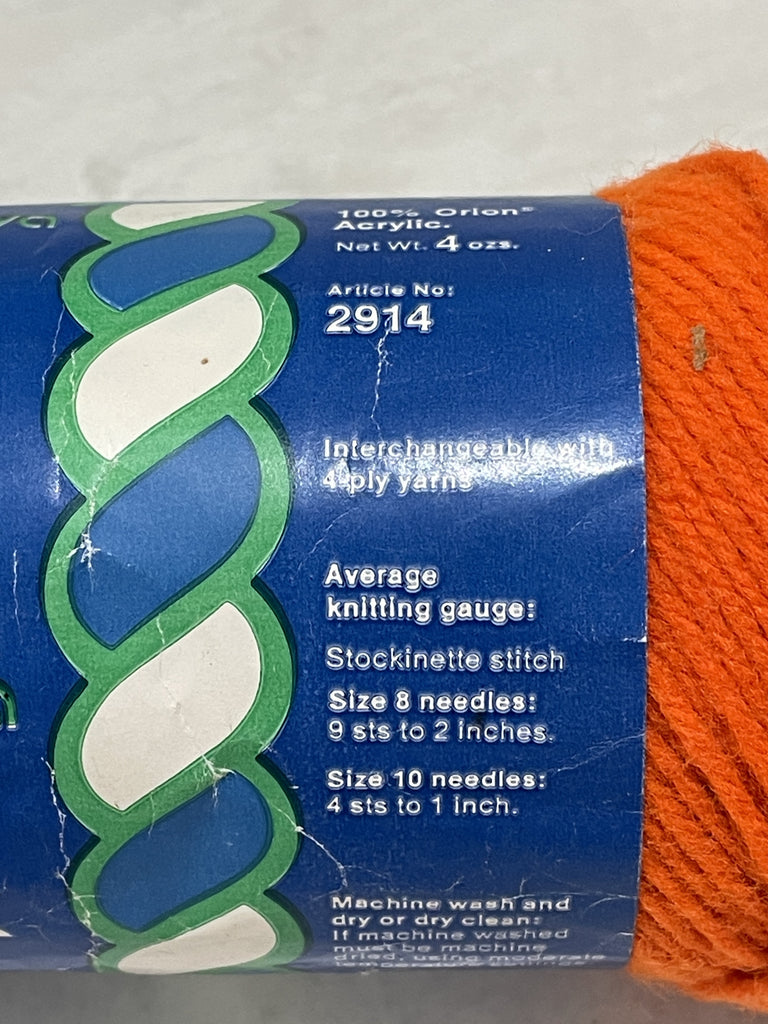 100% Orlon®
Acrylic.
Net Wt. 4 ozs.
Article No:
2914
Interchangeable with
4-ply yarns
Average
knitting gauge:
Stockinette stitch
Size 8 needles:
9 sts to 2 inches.
Size 10 needles:
4 sts to 1 inch.
Machine wash and
dry or dry clean:
If machine washed
must be machine
dried, using moderate
temperature settings